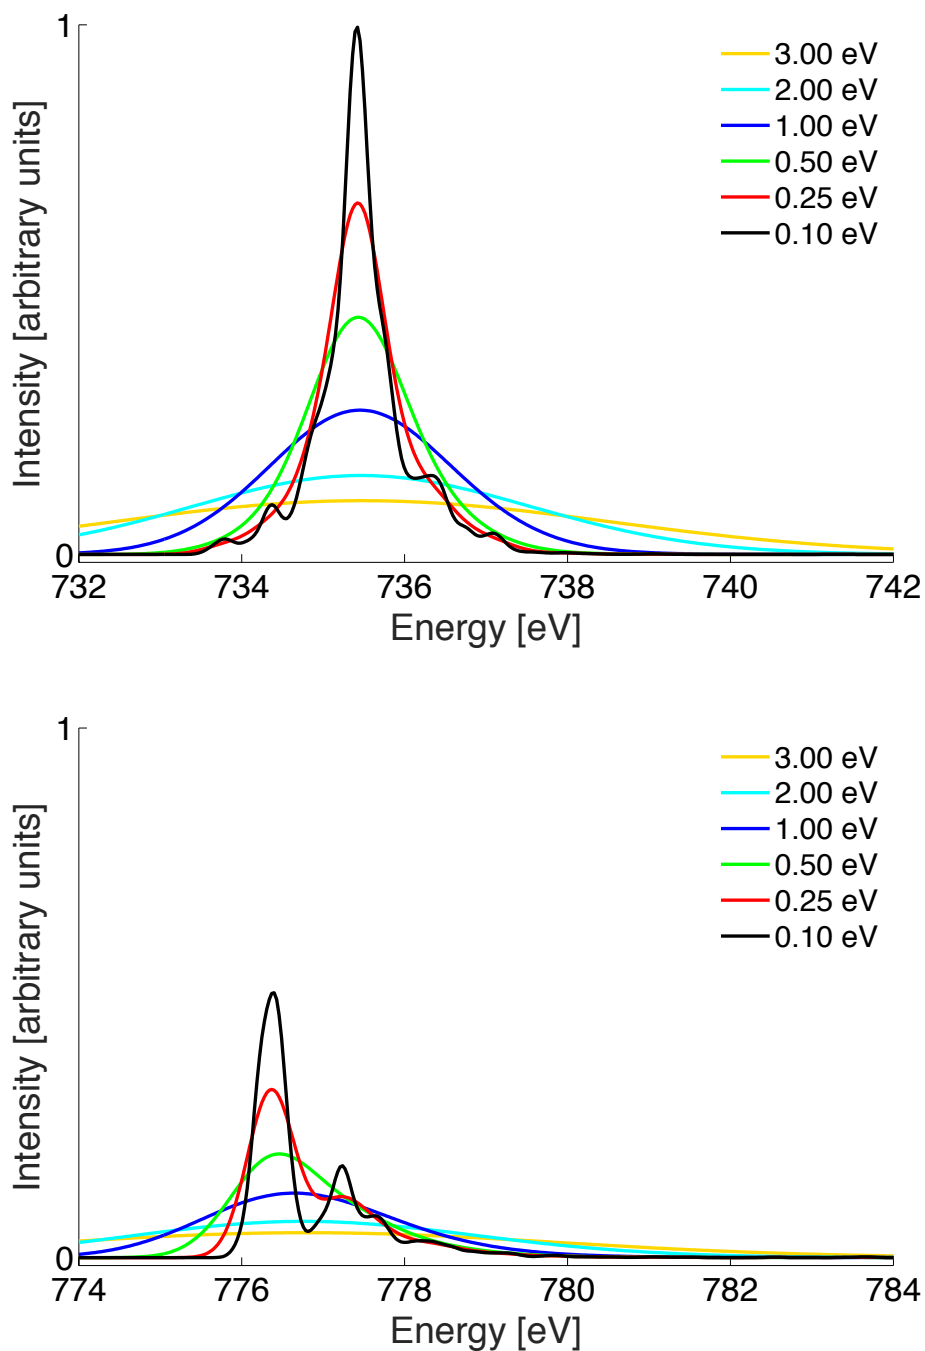 1
3.00 eV
2.00 eV
1.00 eV
0.50 eV
0.25 eV
0.10 eV
Intensity [arbitrary units]
0
732 734 736 738 740 742
Energy [eV]
1
3.00 eV
2.00 eV
1.00 eV
0.50 eV
0.25 eV
0.10 eV
Intensity [arbitrary units]
0
774 776 778 780 782 784
Energy [eV]